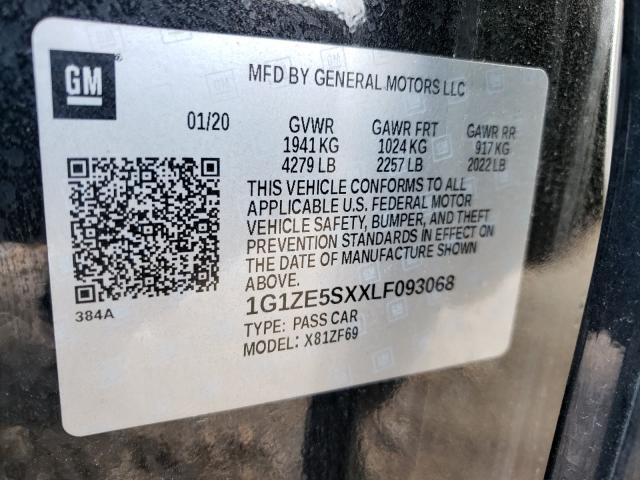 GM
MFD BY GENERAL MOTORS LLC
01/20 GVWR GAWR FRT GAWR RR
1941 KG 1024 KG 917 KG
4279 LB 2257 LB 2022 LB
THIS VEHICLE CONFORMS TO ALL
APPLICABLE U.S. FEDERAL MOTOR
VEHICLE SAFETY, BUMPER, AND THEFT
PREVENTION STANDARDS IN EFFECT ON
THE DATE OF MANUFACTURE SHOWN
ABOVE.
384A
1G1ZE5SXXLF093068
TYPE: PASS CAR
MODEL: X81ZF69